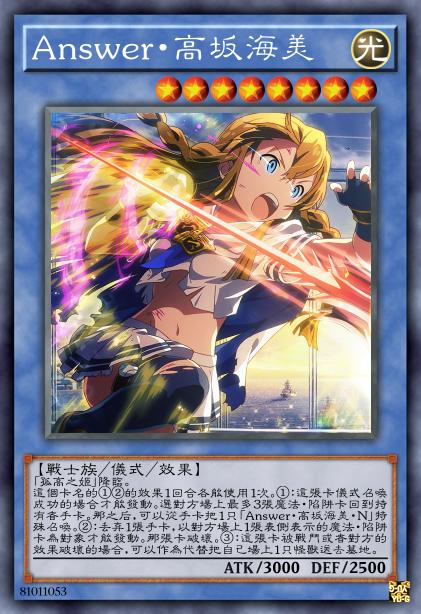 Answer・高坂海美
光
【戰士族/儀式/效果】
「孤高之姬」降臨。
這個卡名的①②的效果1回合各能使用1次。①：這張卡儀式召喚
成功的場合才能發動。選對方場上最多3張魔法・陷阱卡回到持
有者手卡。那之后，可以從手卡把1只「Answer・高坂海美・N」特
殊召喚。②：去弃1張手卡，以對方場上1張表側表示的魔法・陷阱
卡為對象才能發動。那張卡破壞。③：這張卡被戰鬥或者對方的
效果破壞的場合，可以作為代替把自己場上1只怪獸送去墓地。
ATK/3000 DEF/2500
81011053